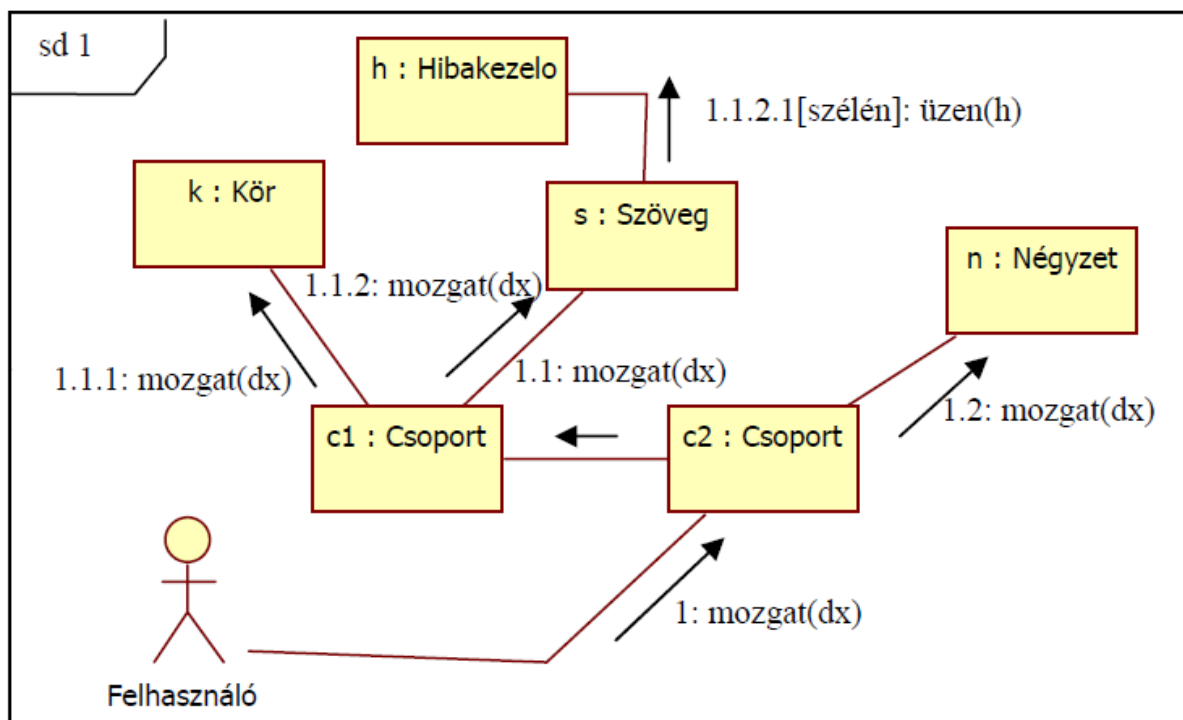 sd 1
h : Hibakezelo
1.1.2.1[szélén]: üzen(h)
k : Kör
s : Szöveg
n : Négyzet
1.1.2: mozgat(dx)
1.1.1: mozgat(dx)
1.1: mozgat(dx)
1.2: mozgat(dx)
c1 : Csoport
c2 : Csoport
1: mozgat(dx)
Felhasználó